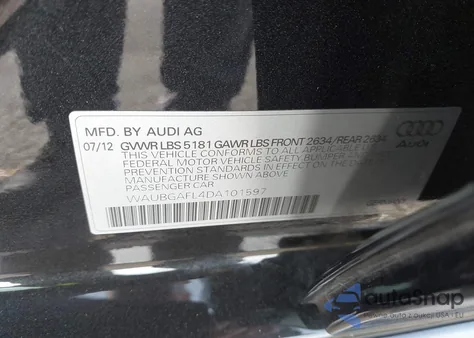 MFD. BY AUDI AG
07/12 GVWR LBS 5181 GAWR LBS FRONT 2634 / REAR 2634
THIS VEHICLE CONFORMS TO ALL APPLICABLE
FEDERAL MOTOR VEHICLE SAFETY, BUMPER AND
PREVENTION STANDARDS IN EFFECT ON THE DATE
MANUFACTURE SHOWN ABOVE
PASSENGER CAR
WAUBGAFL4DA101597
Audi
autoSnap